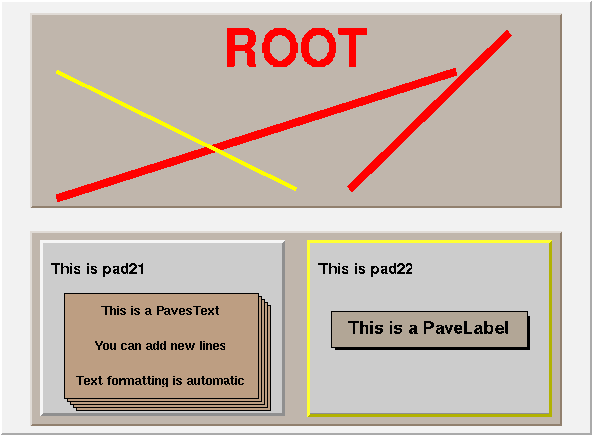 ROOT
This is pad21
This is a PavesText
You can add new lines
Text formatting is automatic
This is pad22
This is a PaveLabel